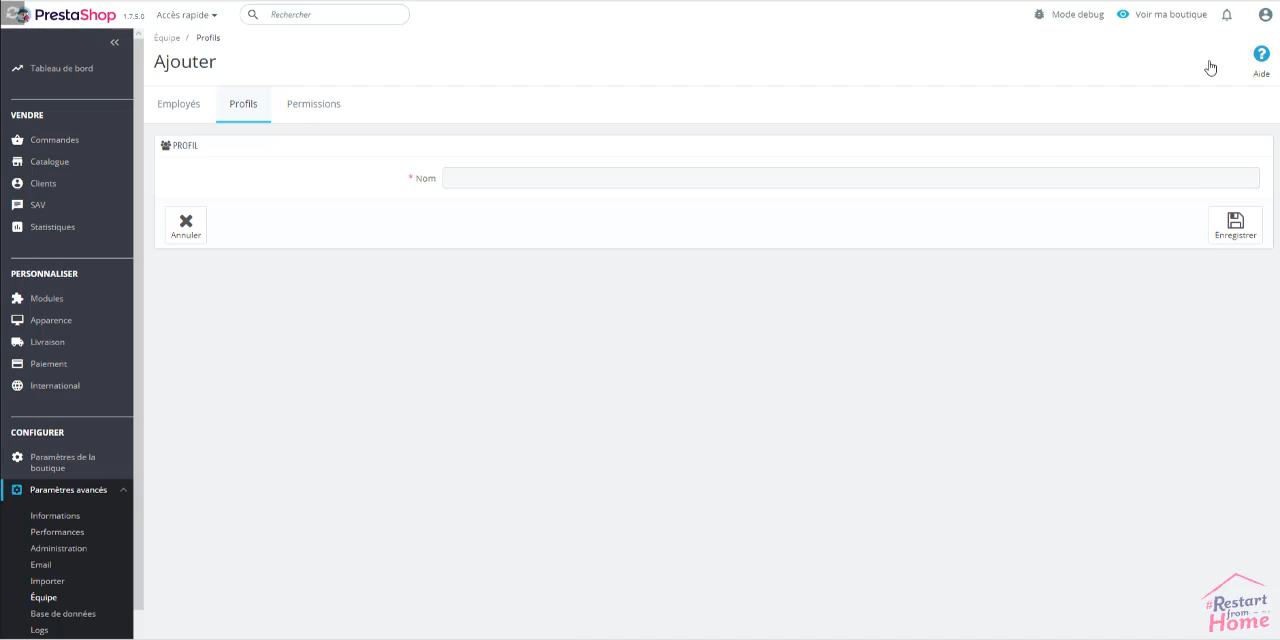 PrestaShop 1.7.5.0 Accès rapide Rechercher Mode debug Voir ma boutique
Équipe / Profils
Ajouter
Aide
Employés Profils Permissions
PROFIL
* Nom
Annuler Enregistrer
Tableau de bord
VENDRE
Commandes
Catalogue
Clients
SAV
Statistiques
PERSONNALISER
Modules
Apparence
Livraison
Paiement
International
CONFIGURER
Paramètres de la
boutique
Paramètres avancés
Informations
Performances
Administration
Email
Importer
Équipe
Base de données
Logs
#Restart
from
Home